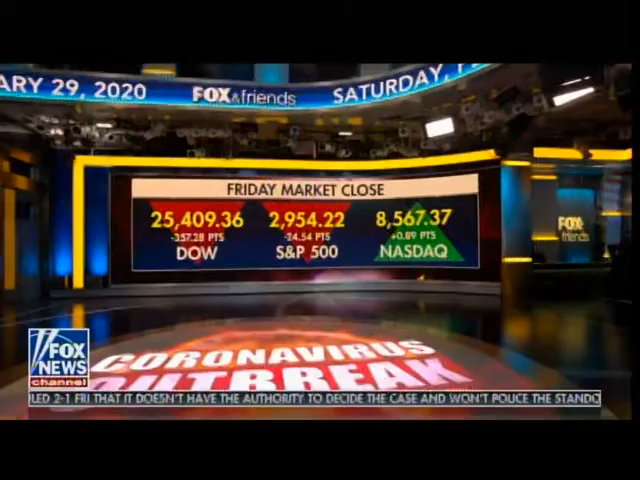 ARY 29, 2020 FOX&friends SATURDAY,
FRIDAY MARKET CLOSE
25,409.36 2,954.22 8,567.37
-357.28 PTS -24.54 PTS +0.89 PTS
DOW S&P 500 NASDAQ
FOX
friends
FOX
NEWS
channel
CORONAVIRUS
OUTBREAK
LED 2-1 FRI THAT IT DOESN'T HAVE THE AUTHORITY TO DECIDE THE CASE AND WON'T POLICE THE STANDO